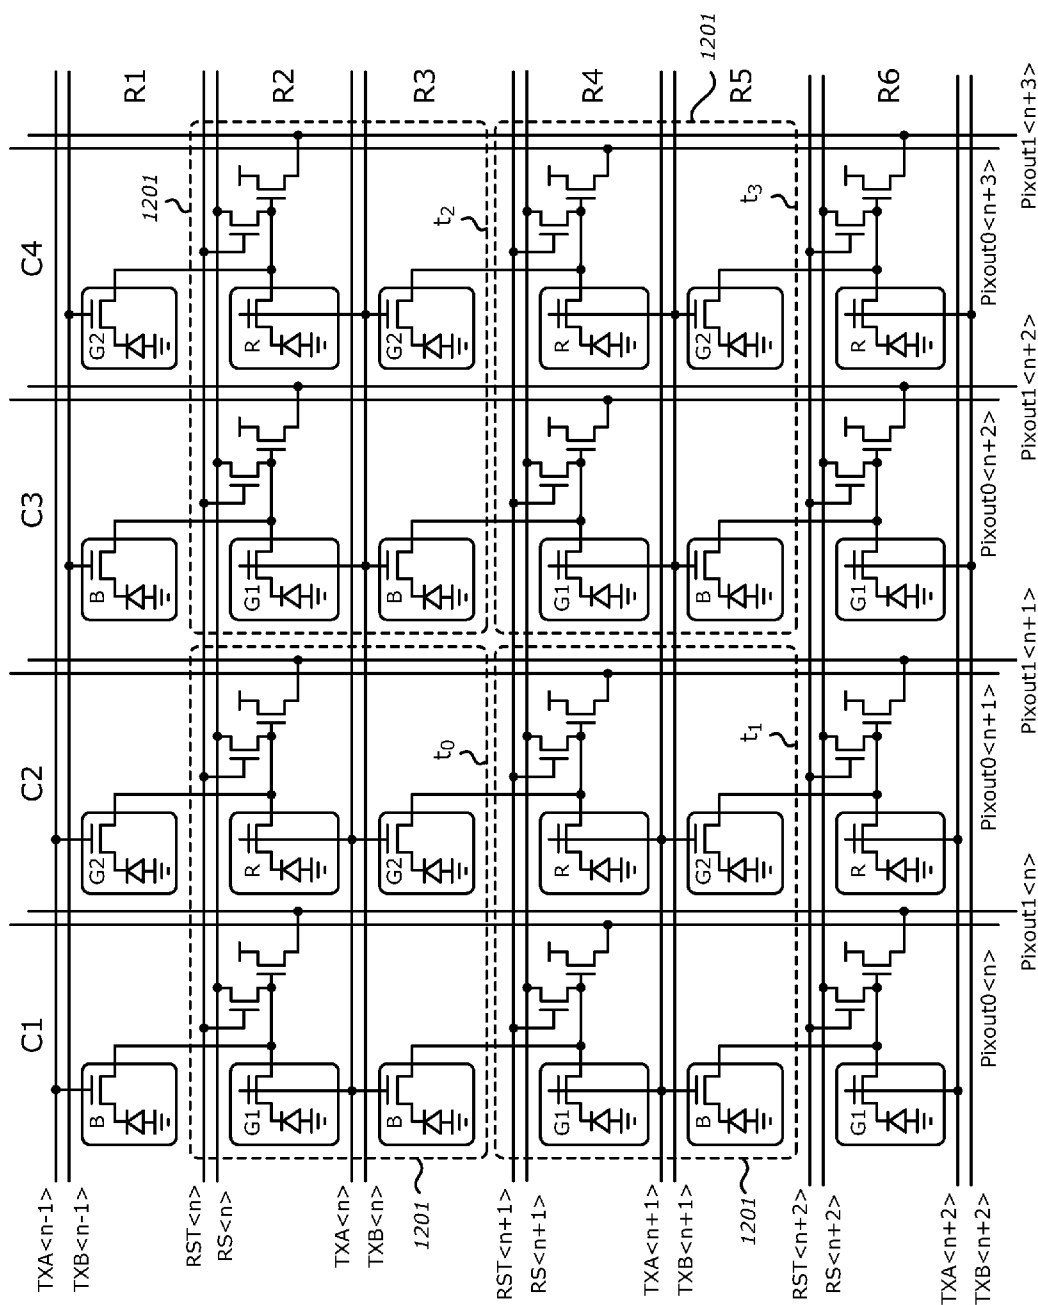 C1
C2
C3
C4
TXA<n-1>
TXB<n-1>
B
G2
B
G2
R1
1201
RST<n>
RS<n>
G1
R
G1
R
R2
TXA<n>
TXB<n>
1201
B
G2
B
G2
R3
t0
t2
RST<n+1>
RS<n+1>
G1
R
G1
R
R4
TXA<n+1>
TXB<n+1>
1201
B
G2
B
G2
R5
1201
t1
t3
RST<n+2>
RS<n+2>
G1
R
G1
R
R6
TXA<n+2>
TXB<n+2>
Pixout0<n>
Pixout0<n+1>
Pixout0<n+2>
Pixout0<n+3>
Pixout1<n>
Pixout1<n+1>
Pixout1<n+2>
Pixout1<n+3>